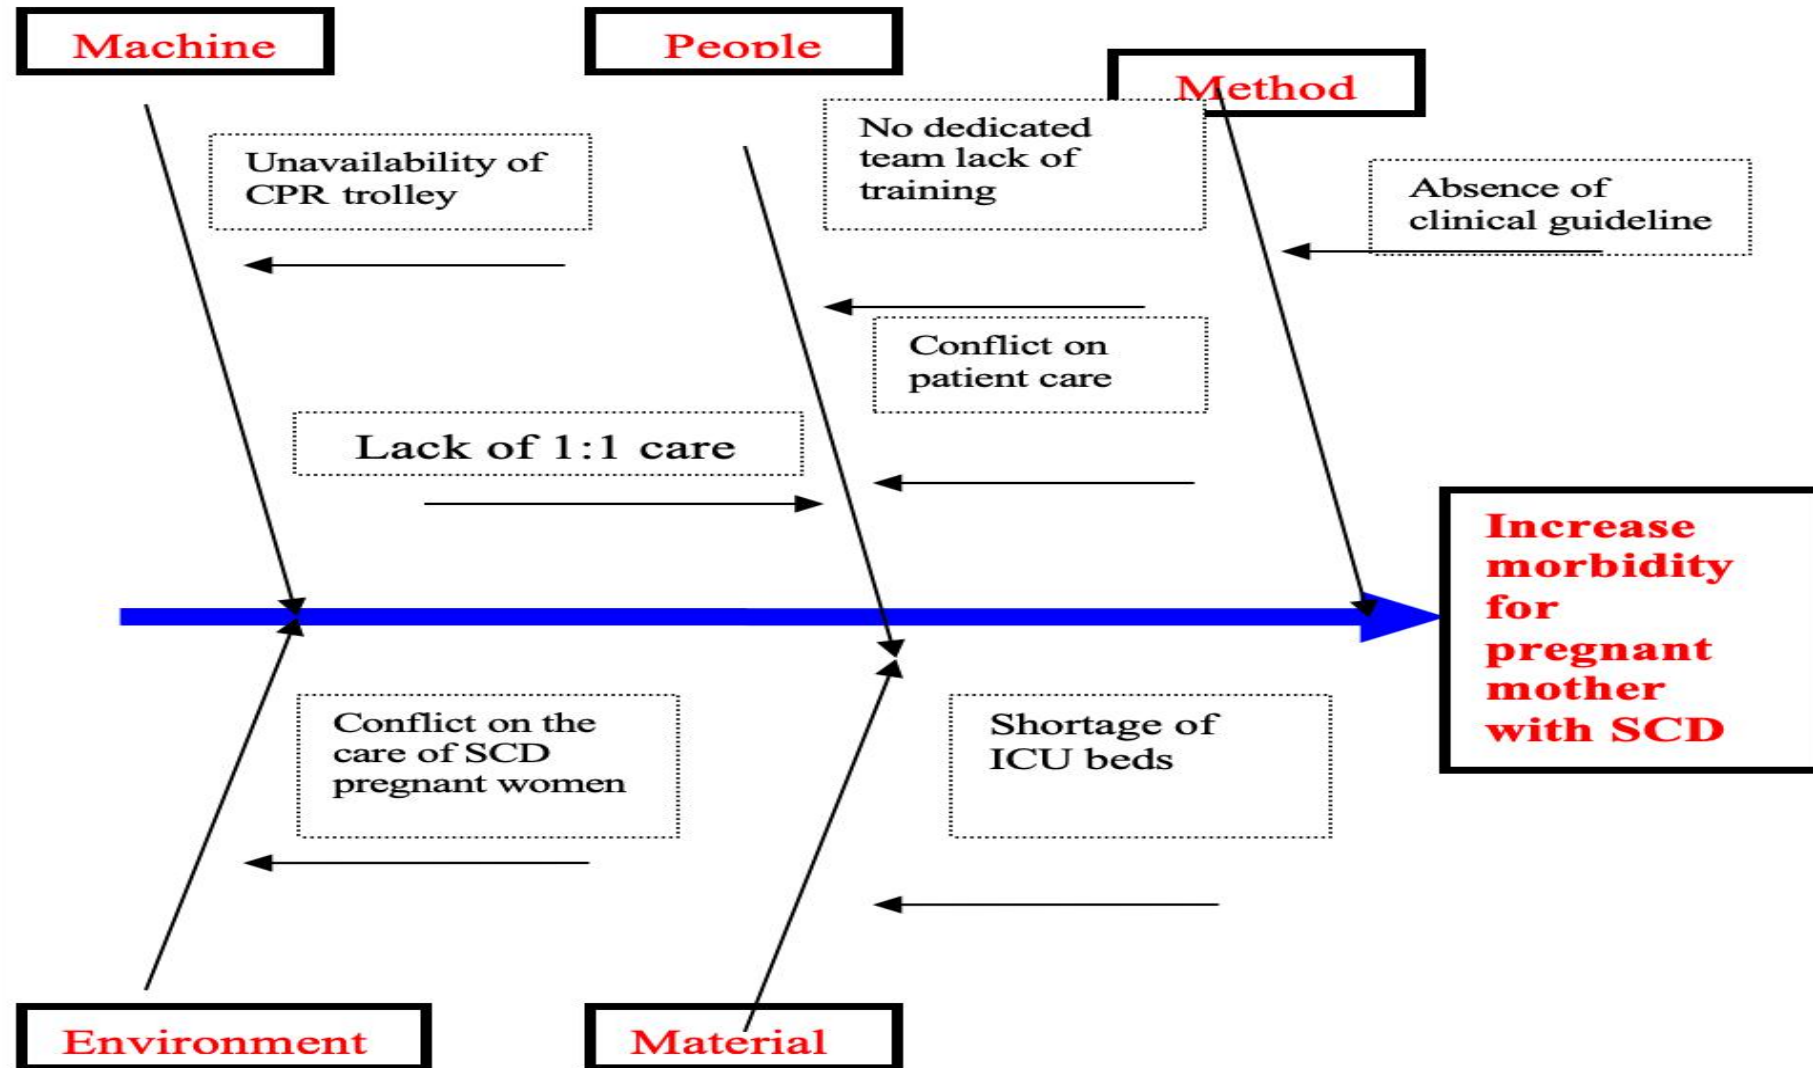 Machine
People
Method
Unavailability of
CPR trolley
No dedicated
team lack of
training
Absence of
clinical guideline
Conflict on
patient care
Lack of 1:1 care
Increase
morbidity
for
pregnant
mother
with SCD
Conflict on the
care of SCD
pregnant women
Shortage of
ICU beds
Environment
Material